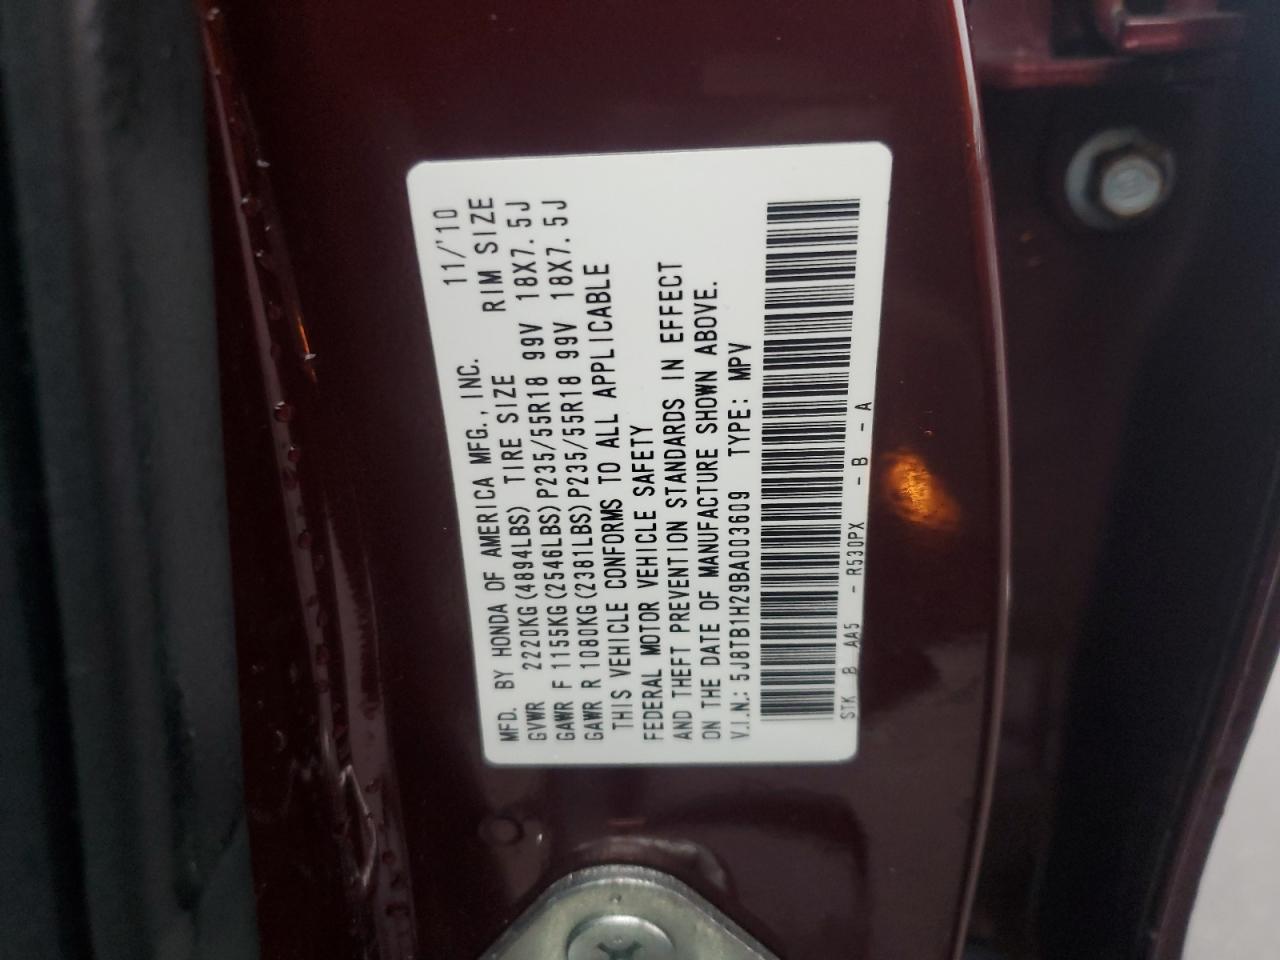 MFD. BY HONDA OF AMERICA MFG., INC. 11/'10
GVWR 2220KG(4894LBS) TIRE SIZE RIM SIZE
GAWR F 1155KG(2546LBS)P235/55R18 99V 18X7.5J
GAWR R 1080KG(2381LBS)P235/55R18 99V 18X7.5J
THIS VEHICLE CONFORMS TO ALL APPLICABLE
FEDERAL MOTOR VEHICLE SAFETY
AND THEFT PREVENTION STANDARDS IN EFFECT
ON THE DATE OF MANUFACTURE SHOWN ABOVE.
V.I.N.: 5J8TB1H29BA003609 TYPE: MPV
STK B AA5 - R530PX - B - A